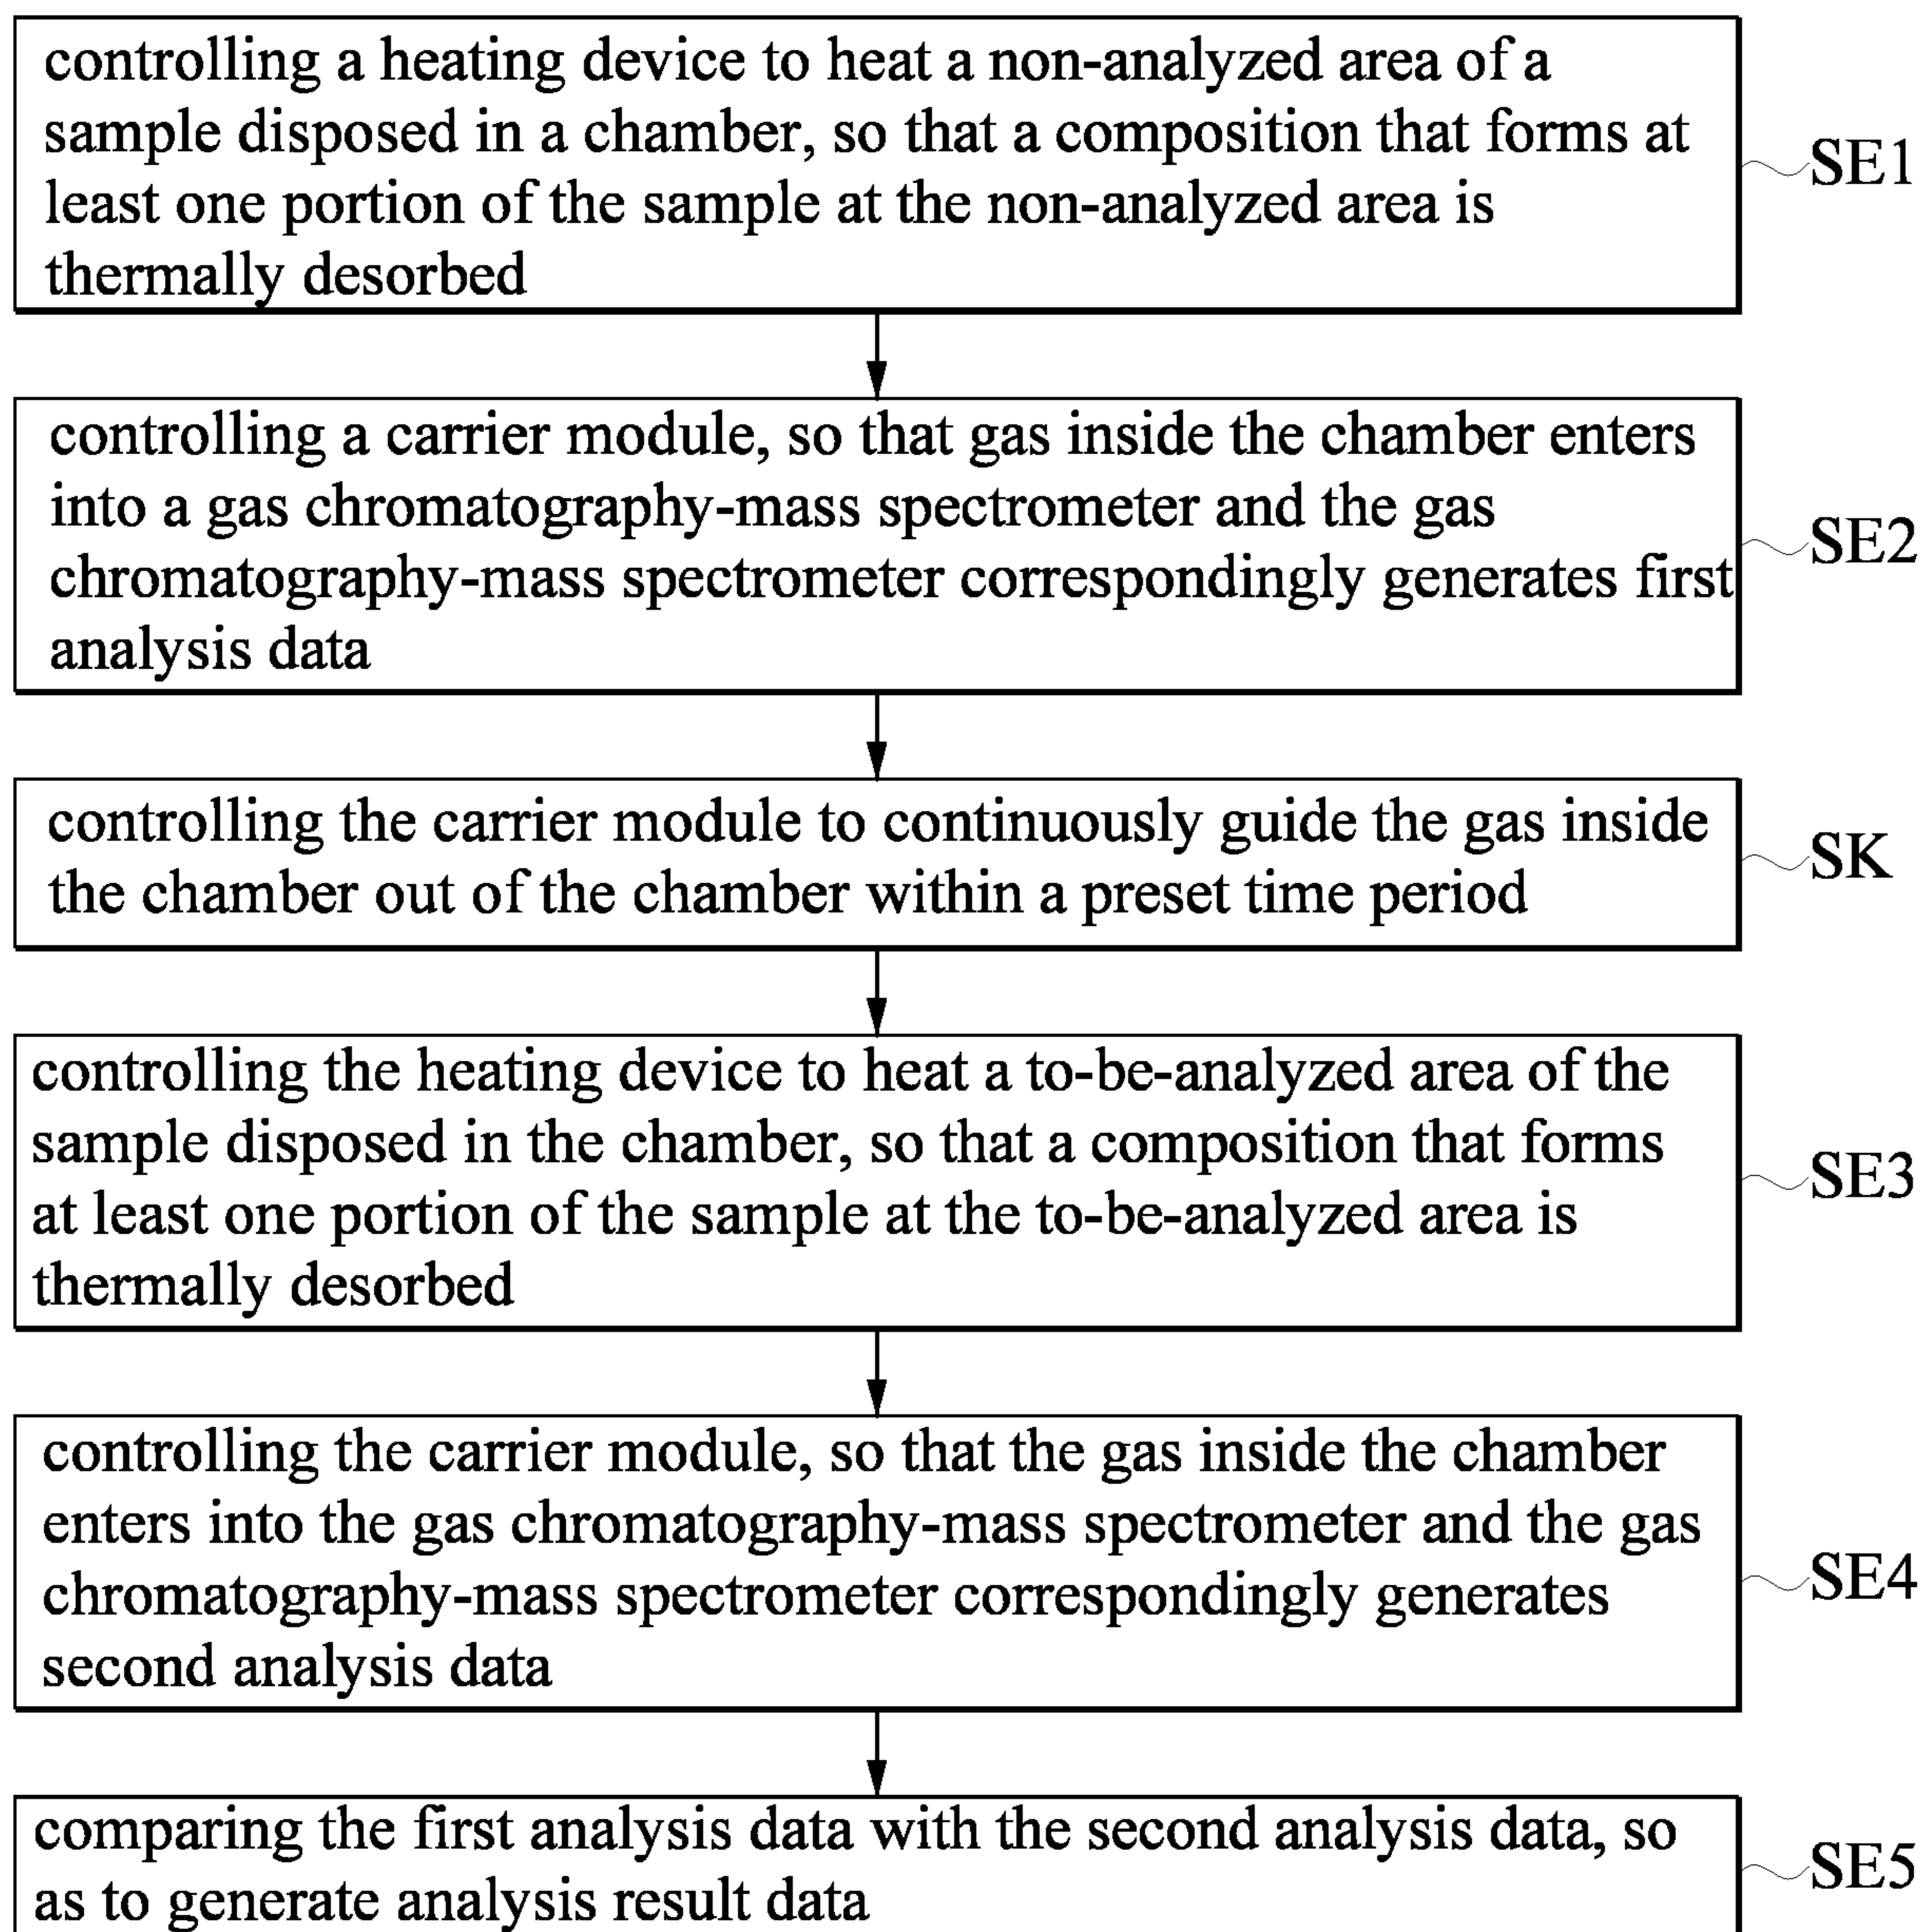 controlling a heating device to heat a non-analyzed area of a
sample disposed in a chamber, so that a composition that forms at
least one portion of the sample at the non-analyzed area is
thermally desorbed
SE1
controlling a carrier module, so that gas inside the chamber enters
into a gas chromatography-mass spectrometer and the gas
chromatography-mass spectrometer correspondingly generates first
analysis data
SE2
controlling the carrier module to continuously guide the gas inside
the chamber out of the chamber within a preset time period
SK
controlling the heating device to heat a to-be-analyzed area of the
sample disposed in the chamber, so that a composition that forms
at least one portion of the sample at the to-be-analyzed area is
thermally desorbed
SE3
controlling the carrier module, so that the gas inside the chamber
enters into the gas chromatography-mass spectrometer and the gas
chromatography-mass spectrometer correspondingly generates
second analysis data
SE4
comparing the first analysis data with the second analysis data, so
as to generate analysis result data
SE5